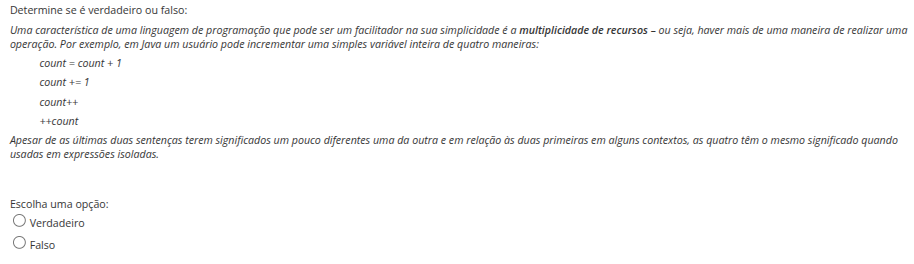 Determine se é verdadeiro ou falso:
Uma característica de uma linguagem de programação que pode ser um facilitador na sua simplicidade é a multiplicidade de recursos – ou seja, haver mais de uma maneira de realizar uma
operação. Por exemplo, em Java um usuário pode incrementar uma simples variável inteira de quatro maneiras:
count = count + 1
count += 1
count++
++count
Apesar de as últimas duas sentenças terem significados um pouco diferentes uma da outra e em relação às duas primeiras em alguns contextos, as quatro têm o mesmo significado quando
usadas em expressões isoladas.
Escolha uma opção:
Verdadeiro
Falso